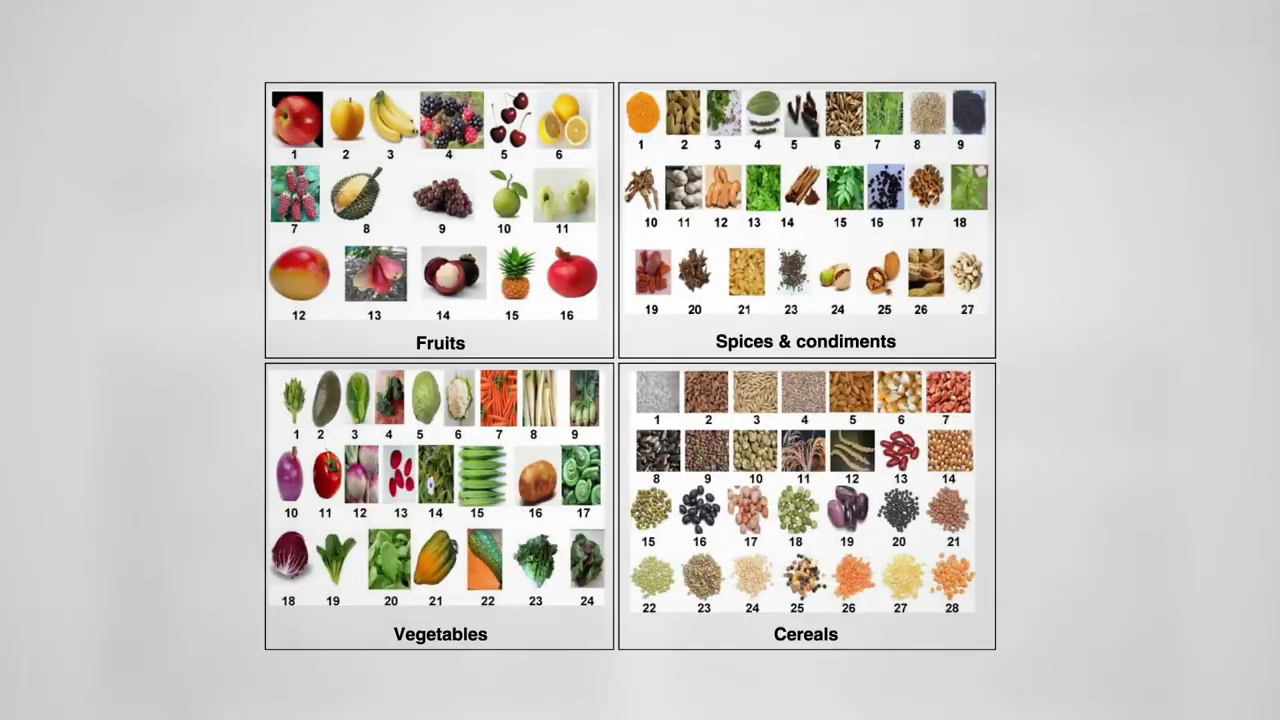 1 2 3 4 5 6
7 8 9 10 11
12 13 14 15 16
Fruits
1 2 3 4 5 6 7 8 9
10 11 12 13 14 15 16 17 18
19 20 21 23 24 25 26 27
Spices & condiments
1 2 3 4 5 6 7 8 9
10 11 12 13 14 15 16 17
18 19 20 21 22 23 24
Vegetables
1 2 3 4 5 6 7
8 9 10 11 12 13 14
15 16 17 18 19 20 21
22 23 24 25 26 27 28
Cereals